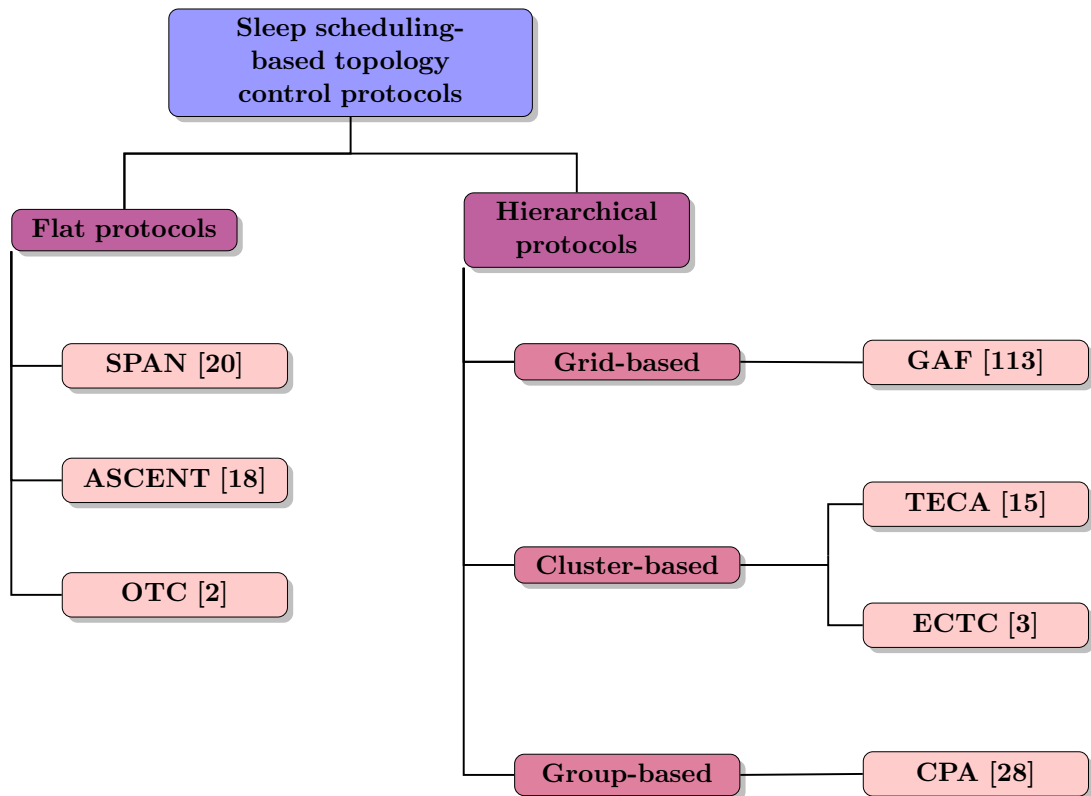 Sleep scheduling-
based topology
control protocols
Flat protocols
Hierarchical
protocols
SPAN [20]
ASCENT [18]
OTC [2]
Grid-based
GAF [113]
Cluster-based
TECA [15]
ECTC [3]
Group-based
CPA [28]